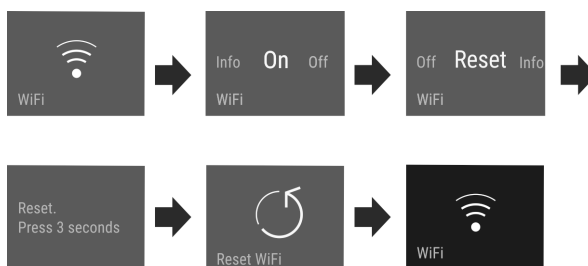 WiFi
Info On Off
WiFi
Off Reset Info
WiFi
Reset.
Press 3 seconds
Reset WiFi
WiFi